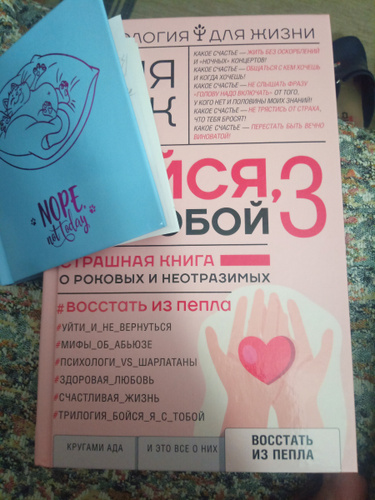 ОЛОГИЯ ДЛЯ ЖИЗНИ
КАКОЕ СЧАСТЬЕ — ЖИТЬ БЕЗ ОСКОРБЛЕНИЙ
И «НОЧНЫХ» КОНЦЕРТОВ!
КАКОЕ СЧАСТЬЕ — ОБЩАТЬСЯ С КЕМ ХОЧЕШЬ
И КОГДА ХОЧЕШЬ!
КАКОЕ СЧАСТЬЕ — НЕ СЛЫШАТЬ ФРАЗУ
«ГОЛОВУ НАДО ВКЛЮЧАТЬ» ОТ ТОГО,
У КОГО НЕТ И ПОЛОВИНЫ МОИХ ЗНАНИЙ!
КАКОЕ СЧАСТЬЕ — НЕ ТРЯСТИСЬ ОТ СТРАХА,
ЧТО ТЕБЯ БРОСЯТ!
КАКОЕ СЧАСТЬЕ — ПЕРЕСТАТЬ БЫТЬ ВЕЧНО
ВИНОВАТОЙ!
NOPE,
not today
ЙСЯ,
ОБОЙ 3
СТРАШНАЯ КНИГА
О РОКОВЫХ И НЕОТРАЗИМЫХ
#ВОССТАТЬ ИЗ ПЕПЛА
#УЙТИ_И_НЕ_ВЕРНУТЬСЯ
#МИФЫ_ОБ_АБЬЮЗЕ
#ПСИХОЛОГИ_VS_ШАРЛАТАНЫ
#ЗДОРОВАЯ_ЛЮБОВЬ
#СЧАСТЛИВАЯ_ЖИЗНЬ
#ТРИЛОГИЯ_БОЙСЯ_Я_С_ТОБОЙ
КРУГАМИ АДА
И ЭТО ВСЕ О НИХ
ВОССТАТЬ
ИЗ ПЕПЛА